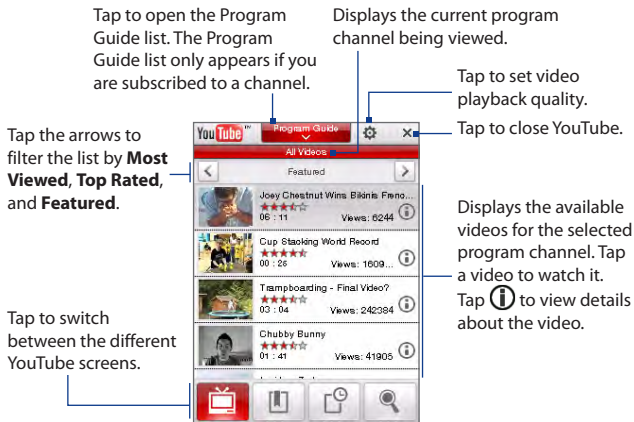 Tap to open the Program
Guide list. The Program
Guide list only appears if you
are subscribed to a channel.
Displays the current program
channel being viewed.
Tap to set video
playback quality.
Tap to close YouTube.
Tap the arrows to
filter the list by Most
Viewed, Top Rated,
and Featured.
YouTube ™
Program Guide
All Videos
Featured
Joey Chestnut Wins Bikinis Freno...
06 : 11 Views: 6244
Cup Stacking World Record
00 : 26 Views: 1609...
Trampboarding - Final Video?
03 : 04 Views: 242384
Chubby Bunny
01 : 41 Views: 41905
Displays the available
videos for the selected
program channel. Tap
a video to watch it.
Tap i to view details
about the video.
Tap to switch
between the different
YouTube screens.